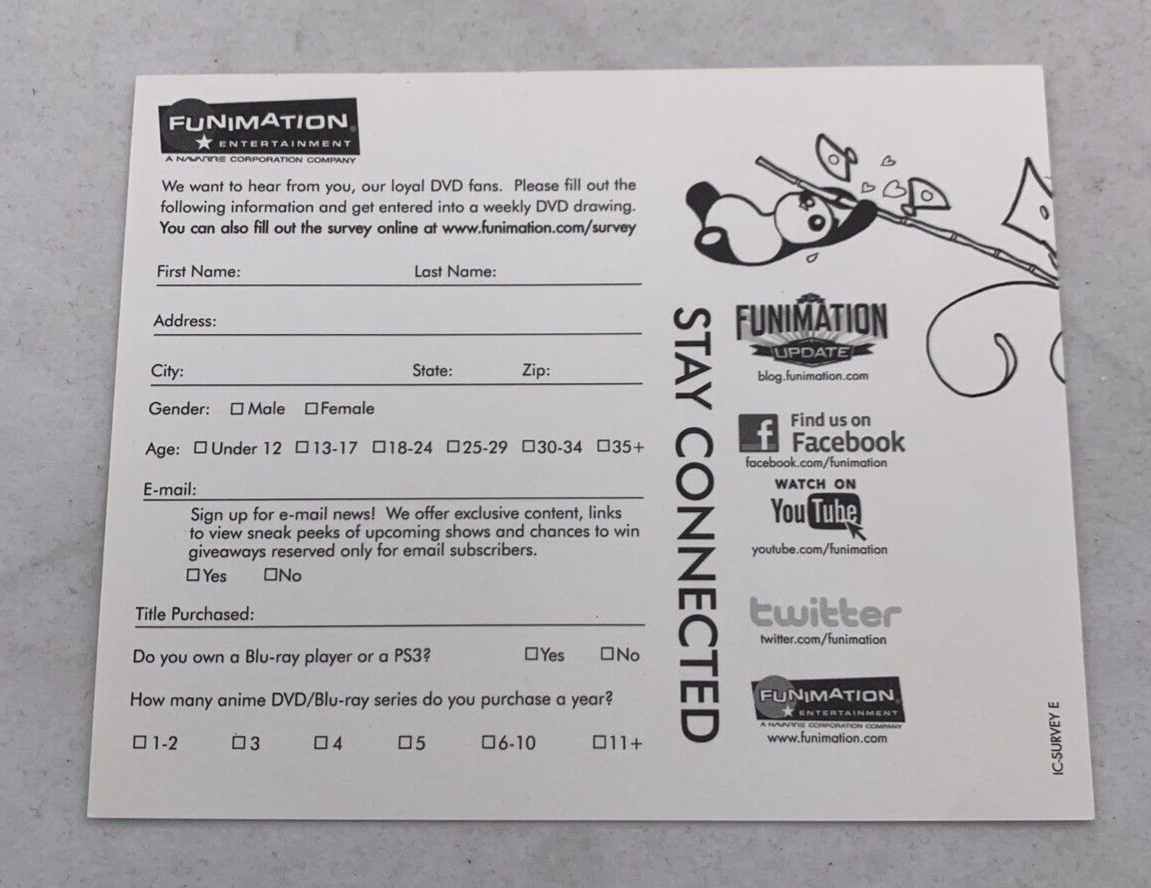 FUNIMATION
ENTERTAINMENT
A NAVARRE CORPORATION COMPANY
We want to hear from you, our loyal DVD fans. Please fill out the
following information and get entered into a weekly DVD drawing.
You can also fill out the survey online at www.funimation.com/survey
First Name: Last Name:
Address:
City: State: Zip:
Gender: Male Female
Age: Under 12 13-17 18-24 25-29 30-34 35+
E-mail:
Sign up for e-mail news! We offer exclusive content, links
to view sneak peeks of upcoming shows and chances to win
giveaways reserved only for email subscribers.
Yes No
Title Purchased:
Do you own a Blu-ray player or a PS3? Yes No
How many anime DVD/Blu-ray series do you purchase a year?
1-2 3 4 5 6-10 11+
STAY CONNECTED
FUNIMATION
UPDATE
blog.funimation.com
f Find us on
Facebook
facebook.com/funimation
WATCH ON
YouTube
youtube.com/funimation
twitter
twitter.com/funimation
FUNIMATION
ENTERTAINMENT
A NAVARRE CORPORATION COMPANY
www.funimation.com
IC-SURVEY E